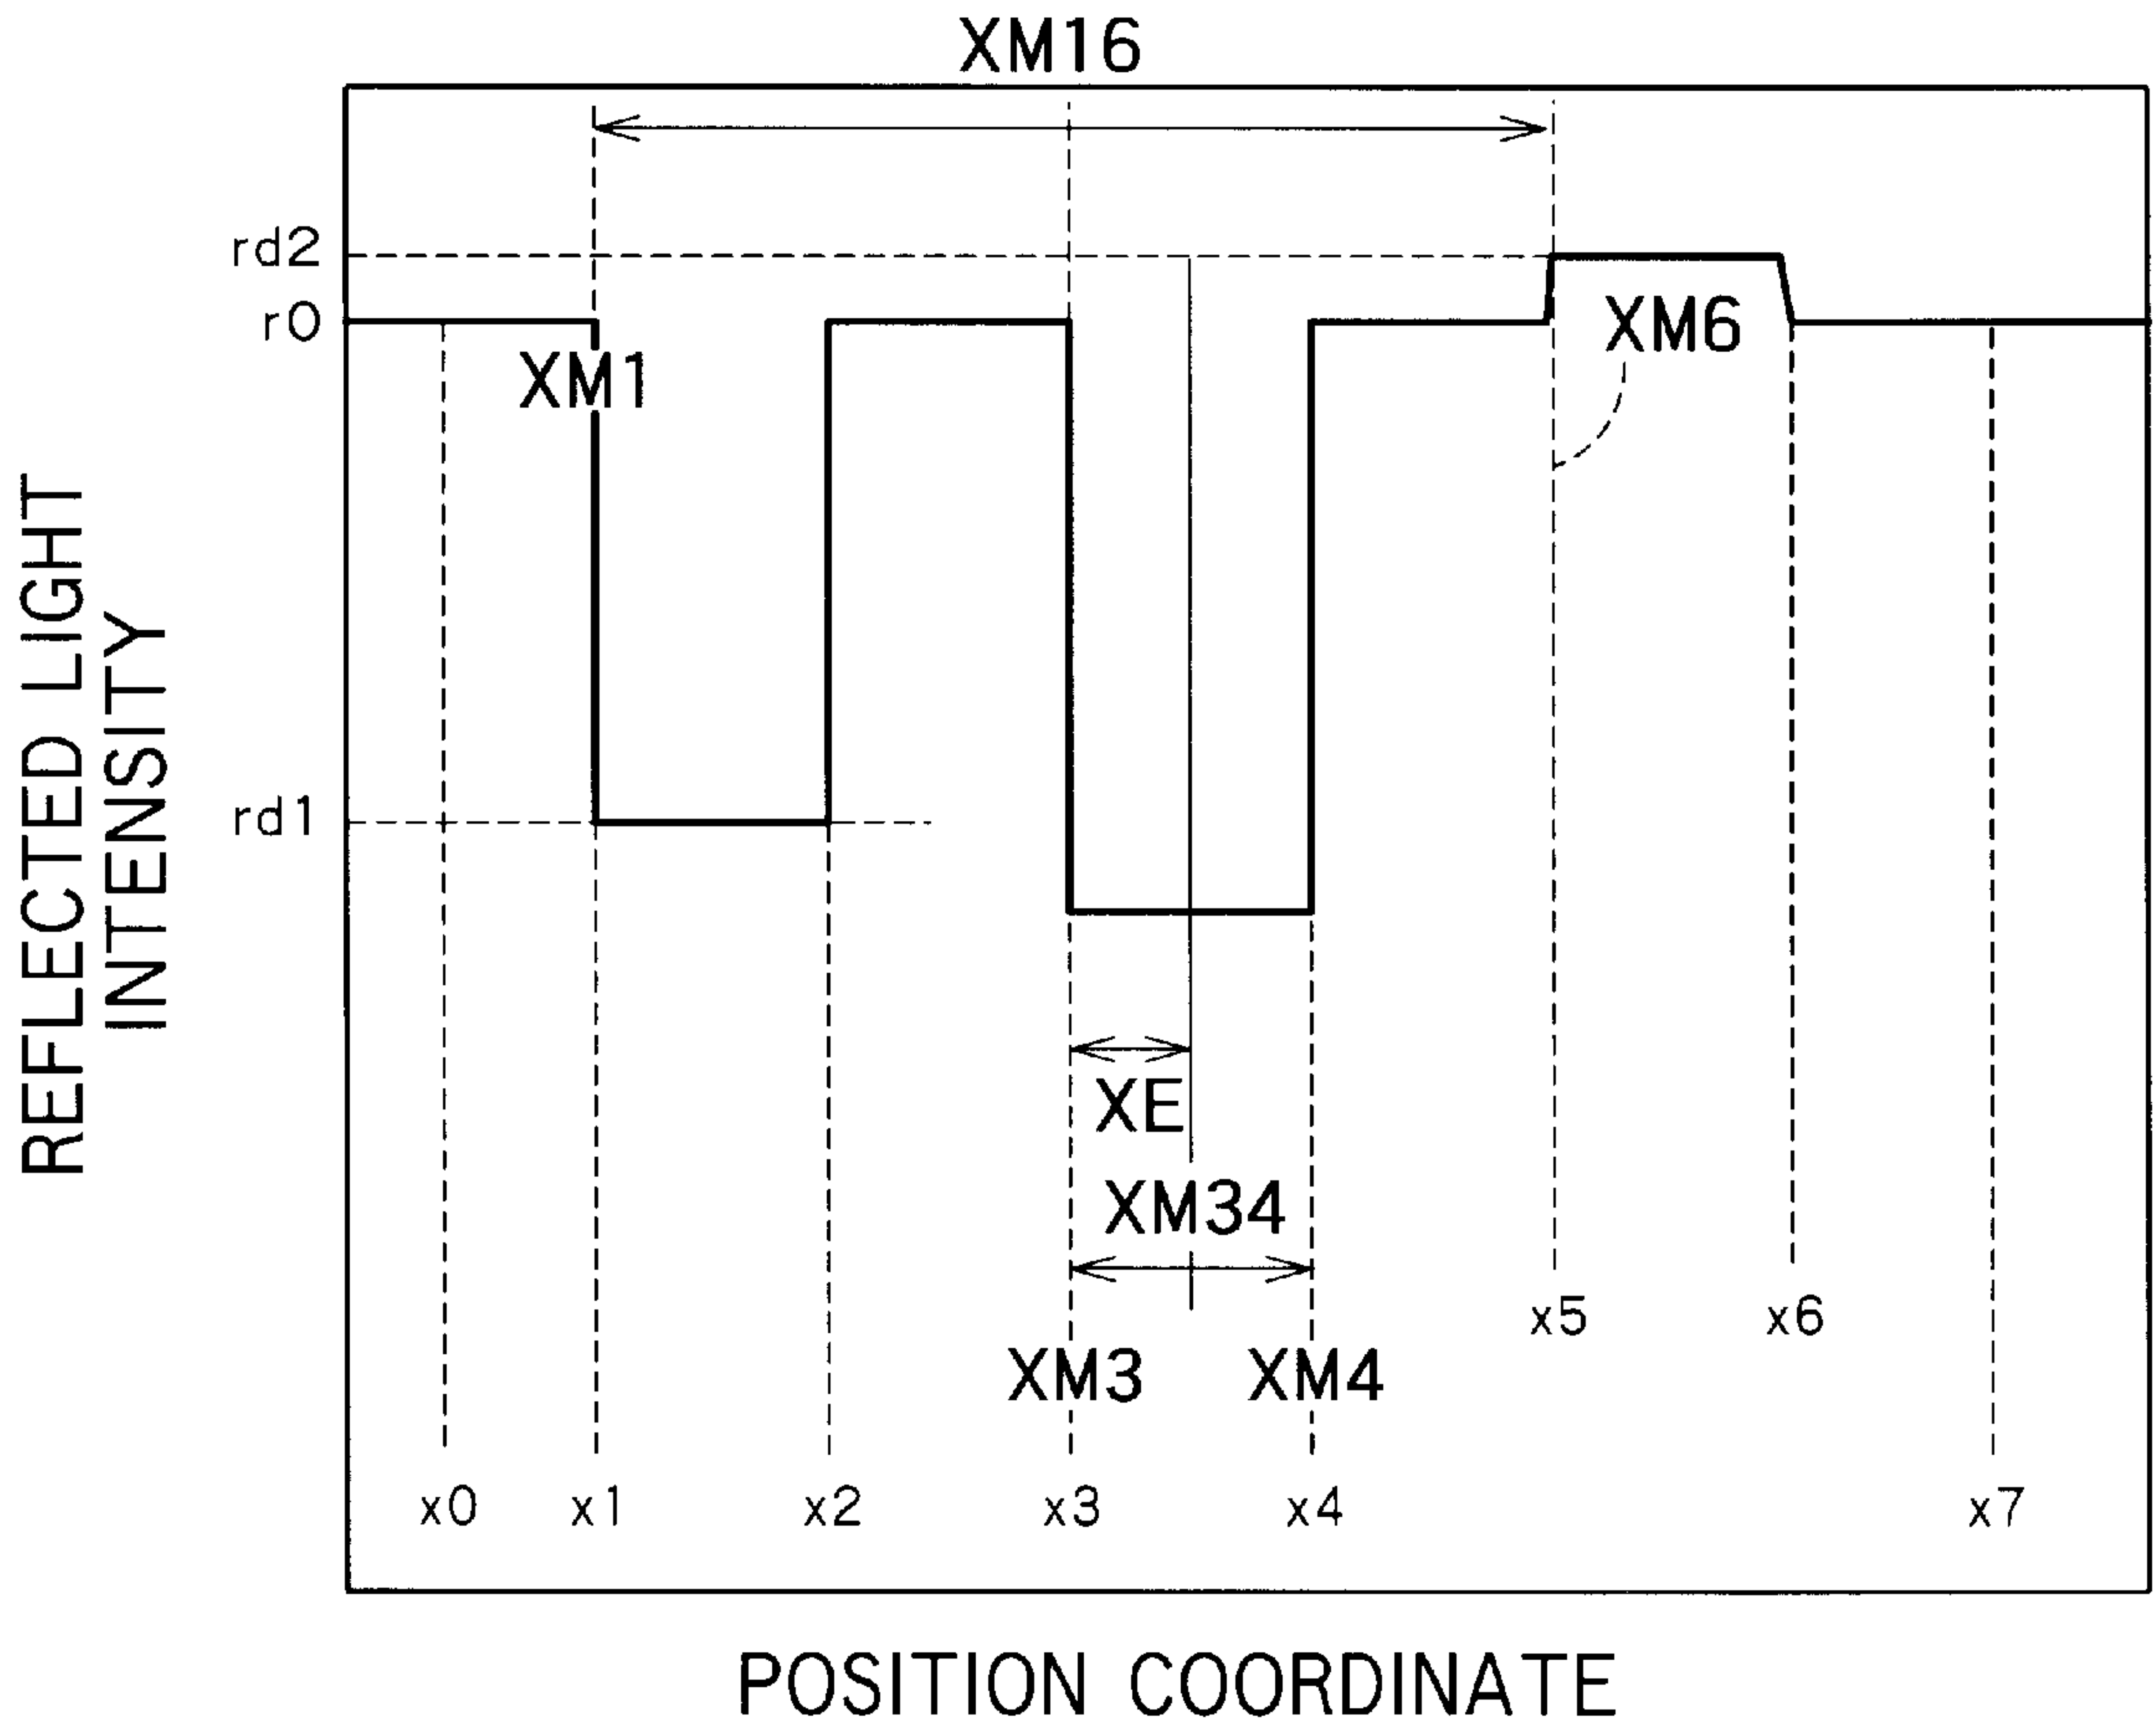 XM16
rd2
r0
XM1
XM6
rd1
REFLECTED LIGHT
INTENSITY
XE
XM34
x5
x6
XM3
XM4
x0
x1
x2
x3
x4
x7
POSITION COORDINATE